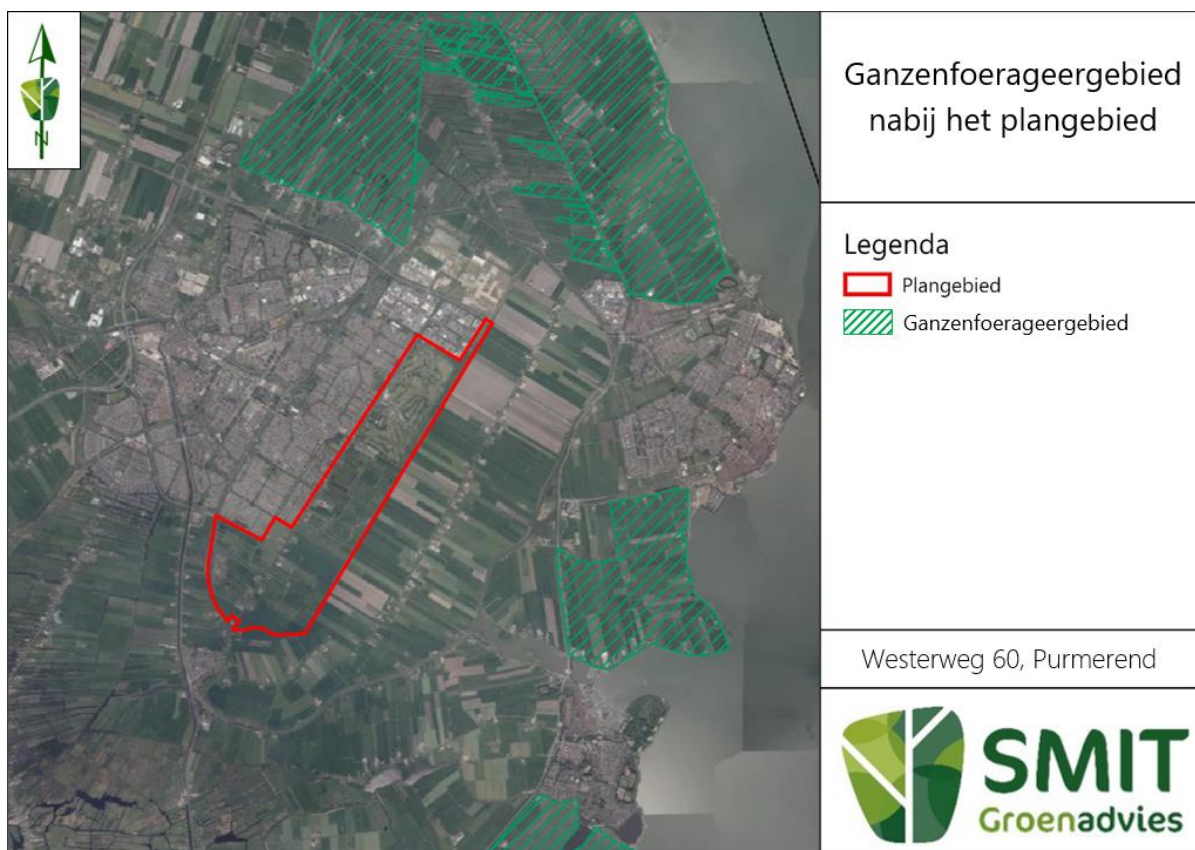 N
Ganzenfoerageergebied
nabij het plangebied
Legenda
Plangebied
Ganzenfoerageergebied
Westerweg 60, Purmerend
SMIT
Groenadvies